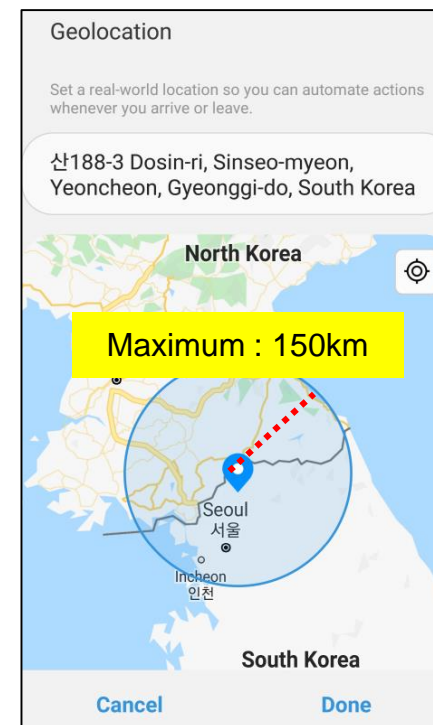 Geolocation
Set a real-world location so you can automate actions
whenever you arrive or leave.
산188-3 Dosin-ri, Sinseo-myeon,
Yeoncheon, Gyeonggi-do, South Korea
North Korea
Maximum : 150km
Seoul
서울
Incheon
인천
South Korea
Cancel
Done